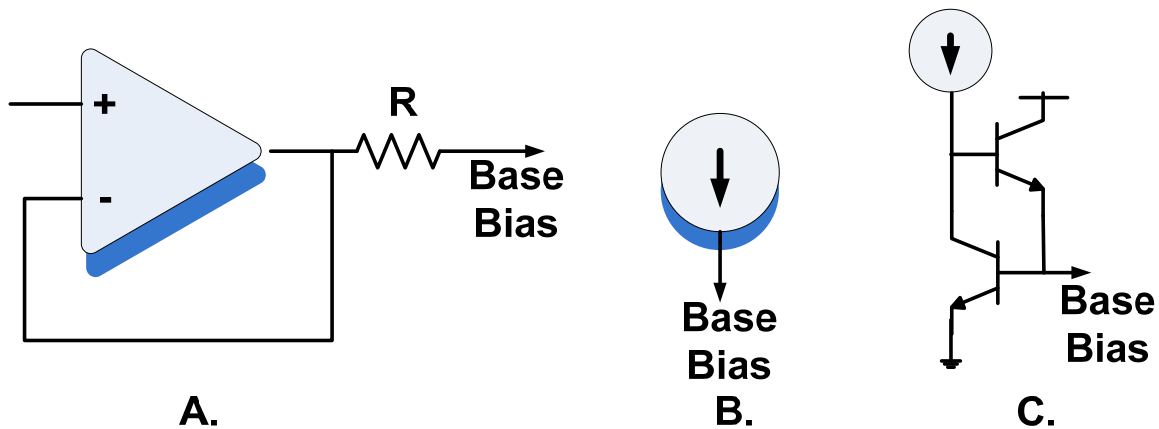 +
-
R
Base
Bias
A.
Base
Bias
B.
Base
Bias
C.